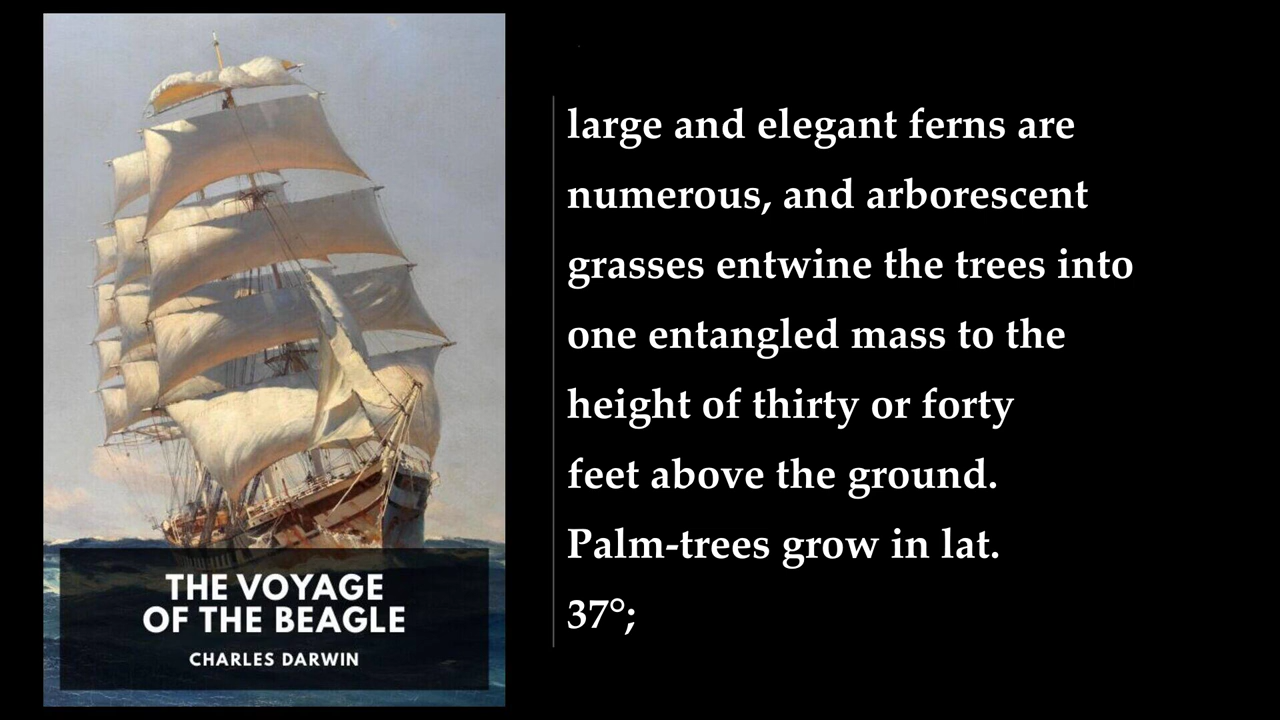 THE VOYAGE
OF THE BEAGLE
CHARLES DARWIN
large and elegant ferns are
numerous, and arborescent
grasses entwine the trees into
one entangled mass to the
height of thirty or forty
feet above the ground.
Palm-trees grow in lat.
37°;